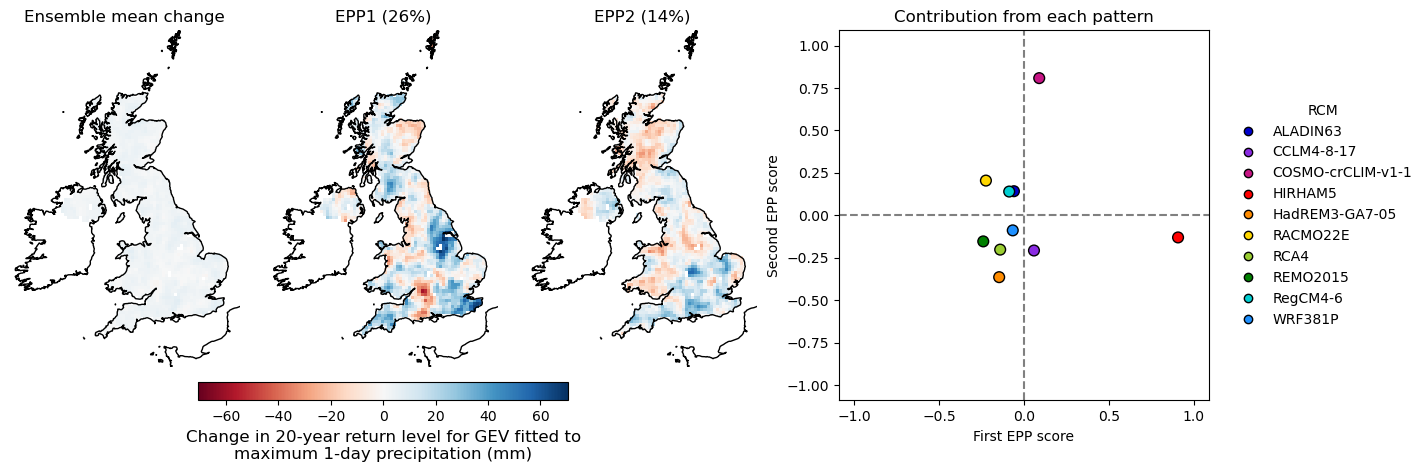 Ensemble mean change
EPP1 (26%)
EPP2 (14%)
−60 −40 −20 0 20 40 60
Change in 20-year return level for GEV fitted to
maximum 1-day precipitation (mm)
Contribution from each pattern
Second EPP score
1.00
0.75
0.50
0.25
0.00
−0.25
−0.50
−0.75
−1.00
−1.0 −0.5 0.0 0.5 1.0
First EPP score
RCM
ALADIN63
CCLM4-8-17
COSMO-crCLIM-v1-1
HIRHAM5
HadREM3-GA7-05
RACMO22E
RCA4
REMO2015
RegCM4-6
WRF381P